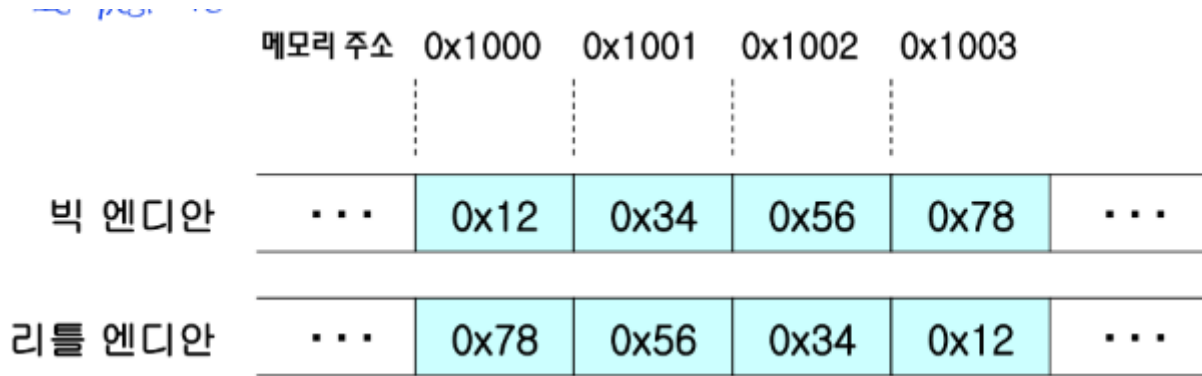 메모리 주소 0x1000 0x1001 0x1002 0x1003
빅 엔디안 ··· 0x12 0x34 0x56 0x78 ···
리틀 엔디안 ··· 0x78 0x56 0x34 0x12 ···